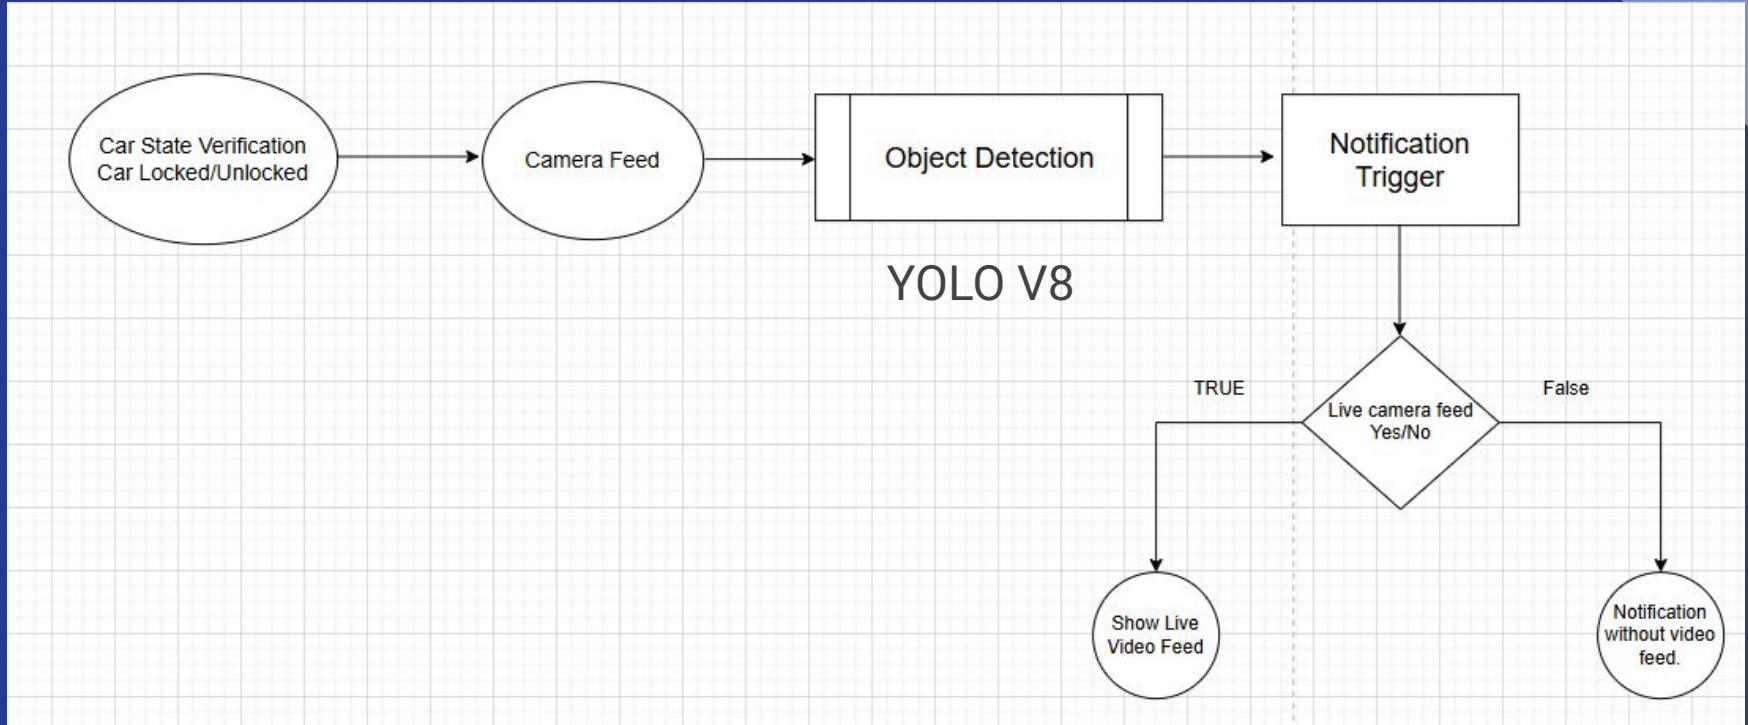 Car State Verification
Car Locked/Unlocked
Camera Feed
Object Detection
Notification
Trigger
YOLO V8
TRUE
False
Live camera feed
Yes/No
Show Live
Video Feed
Notification
without video
feed.